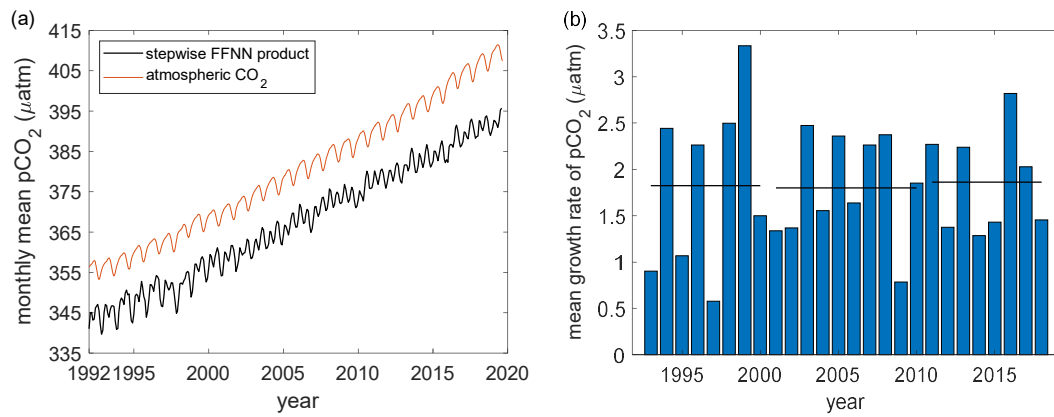 (a)
monthly mean pCO2 (μatm)
415
405
395
385
375
365
355
345
335
stepwise FFNN product
atmospheric CO2
1992 1995 2000 2005 2010 2015 2020
year
(b)
mean growth rate of pCO2 (μatm)
3.5
3
2.5
2
1.5
1
0.5
0
1995 2000 2005 2010 2015
year